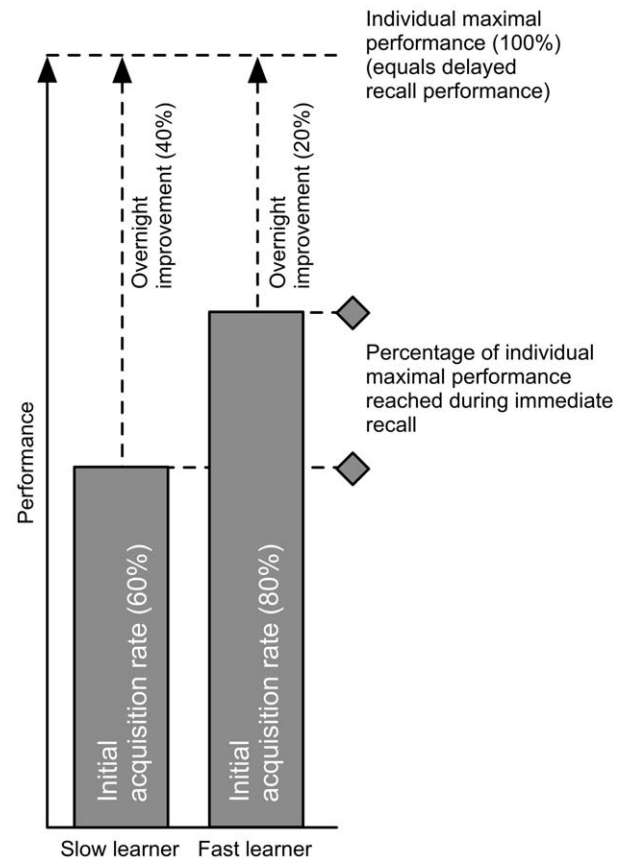 Individual maximal
performance (100%)
(equals delayed
recall performance)
Overnight
improvement (40%)
Overnight
improvement (20%)
Percentage of individual
maximal performance
reached during immediate
recall
Performance
Initial
acquisition rate (60%)
Initial
acquisition rate (80%)
Slow learner
Fast learner